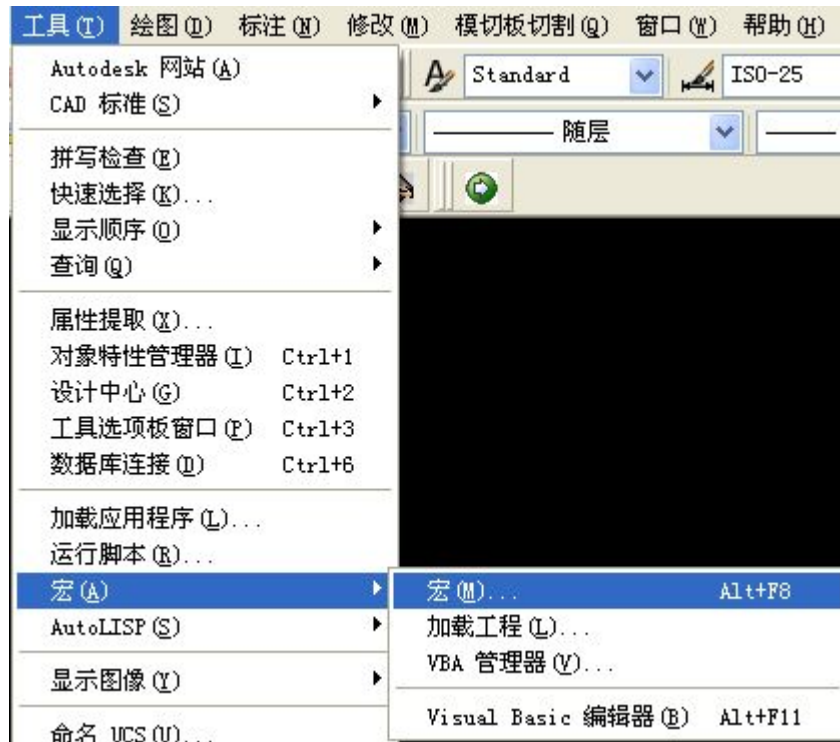 工具(T) 绘图(D) 标注(N) 修改(M) 模切板切割(Q) 窗口(W) 帮助(H)
Autodesk 网站(A)
Standard ISO-25
CAD 标准(S)
随层
拼写检查(E)
快速选择(K)...
显示顺序(O)
查询(Q)
属性提取(X)...
对象特性管理器(I) Ctrl+1
设计中心(G) Ctrl+2
工具选项板窗口(P) Ctrl+3
数据库连接(D) Ctrl+6
加载应用程序(L)...
运行脚本(R)...
宏(A) 宏(M)... Alt+F8
AutoLISP(S) 加载工程(L)...
VBA 管理器(V)...
显示图像(Y)
Visual Basic 编辑器(B) Alt+F11
命名 UCS(U)...